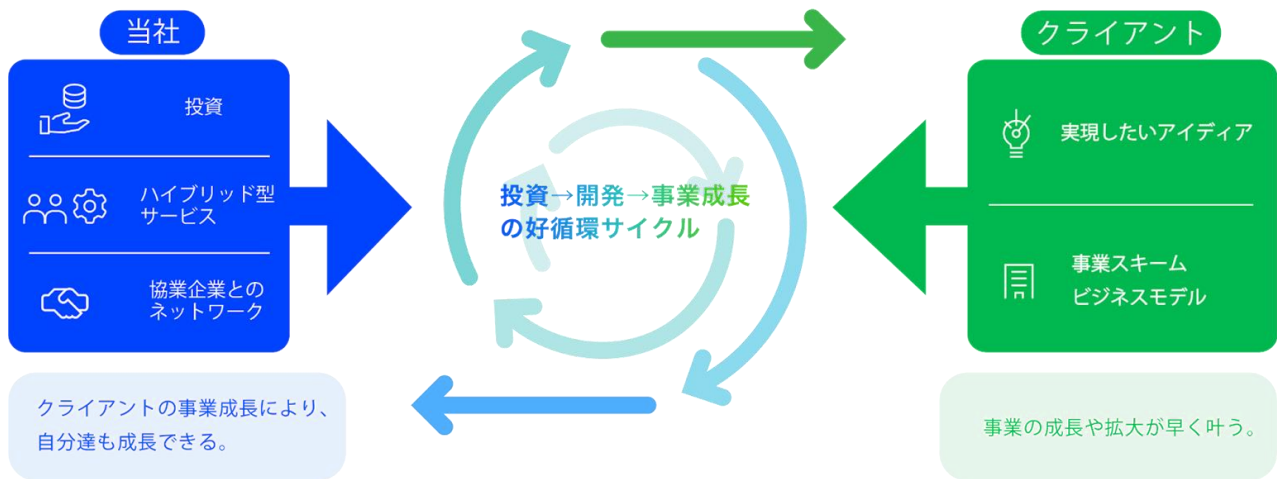 当社
投資
ハイブリッド型
サービス
協業企業との
ネットワーク
クライアントの事業成長により、
自分達も成長できる。
投資→開発→事業成長
の好循環サイクル
クライアント
実現したいアイディア
事業スキーム
ビジネスモデル
事業の成長や拡大が早く叶う。